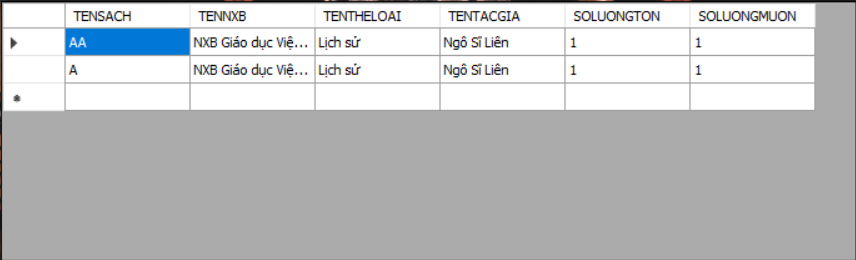 TENSACH TENNXB TENTHELOAI TENTACGIA SOLUONGTON SOLUONGMUON
AA NXB Giáo dục Việ... Lịch sử Ngô Sĩ Liên 1 1
A NXB Giáo dục Việ... Lịch sử Ngô Sĩ Liên 1 1